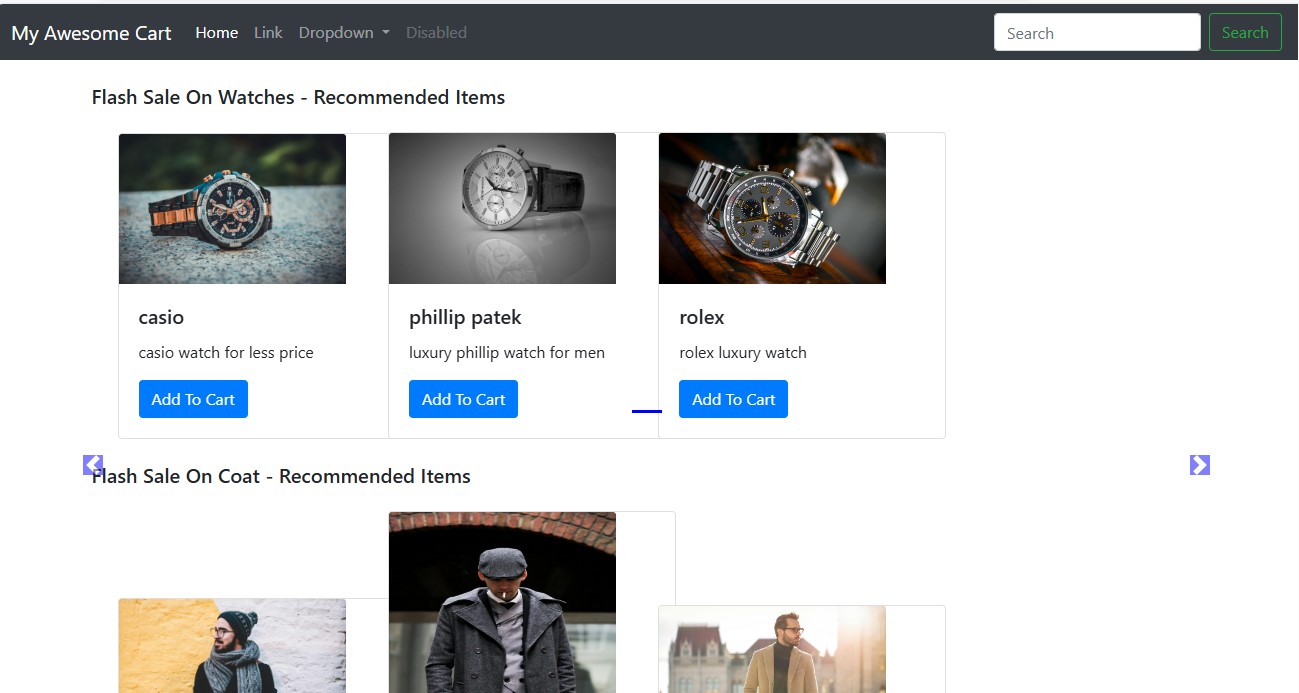 My Awesome Cart Home Link Dropdown Disabled Search Search
Flash Sale On Watches - Recommended Items
casio phillip patek rolex
casio watch for less price luxury phillip watch for men rolex luxury watch
Add To Cart Add To Cart Add To Cart
Flash Sale On Coat - Recommended Items